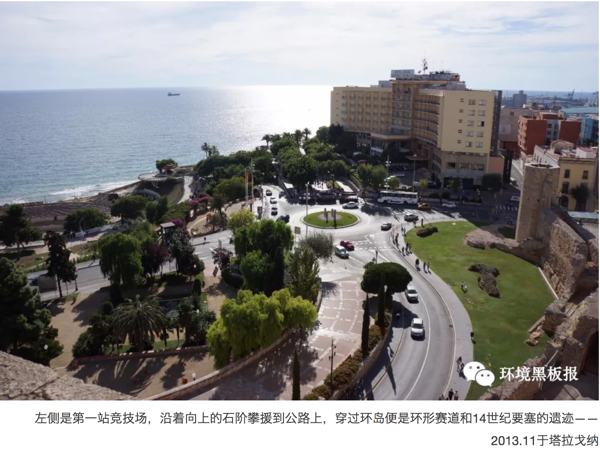 环境黑板报
左侧是第一站竞技场，沿着向上的石阶攀援到公路上，穿过环岛便是环形赛道和14世纪要塞的遗迹——
2013.11于塔拉戈纳